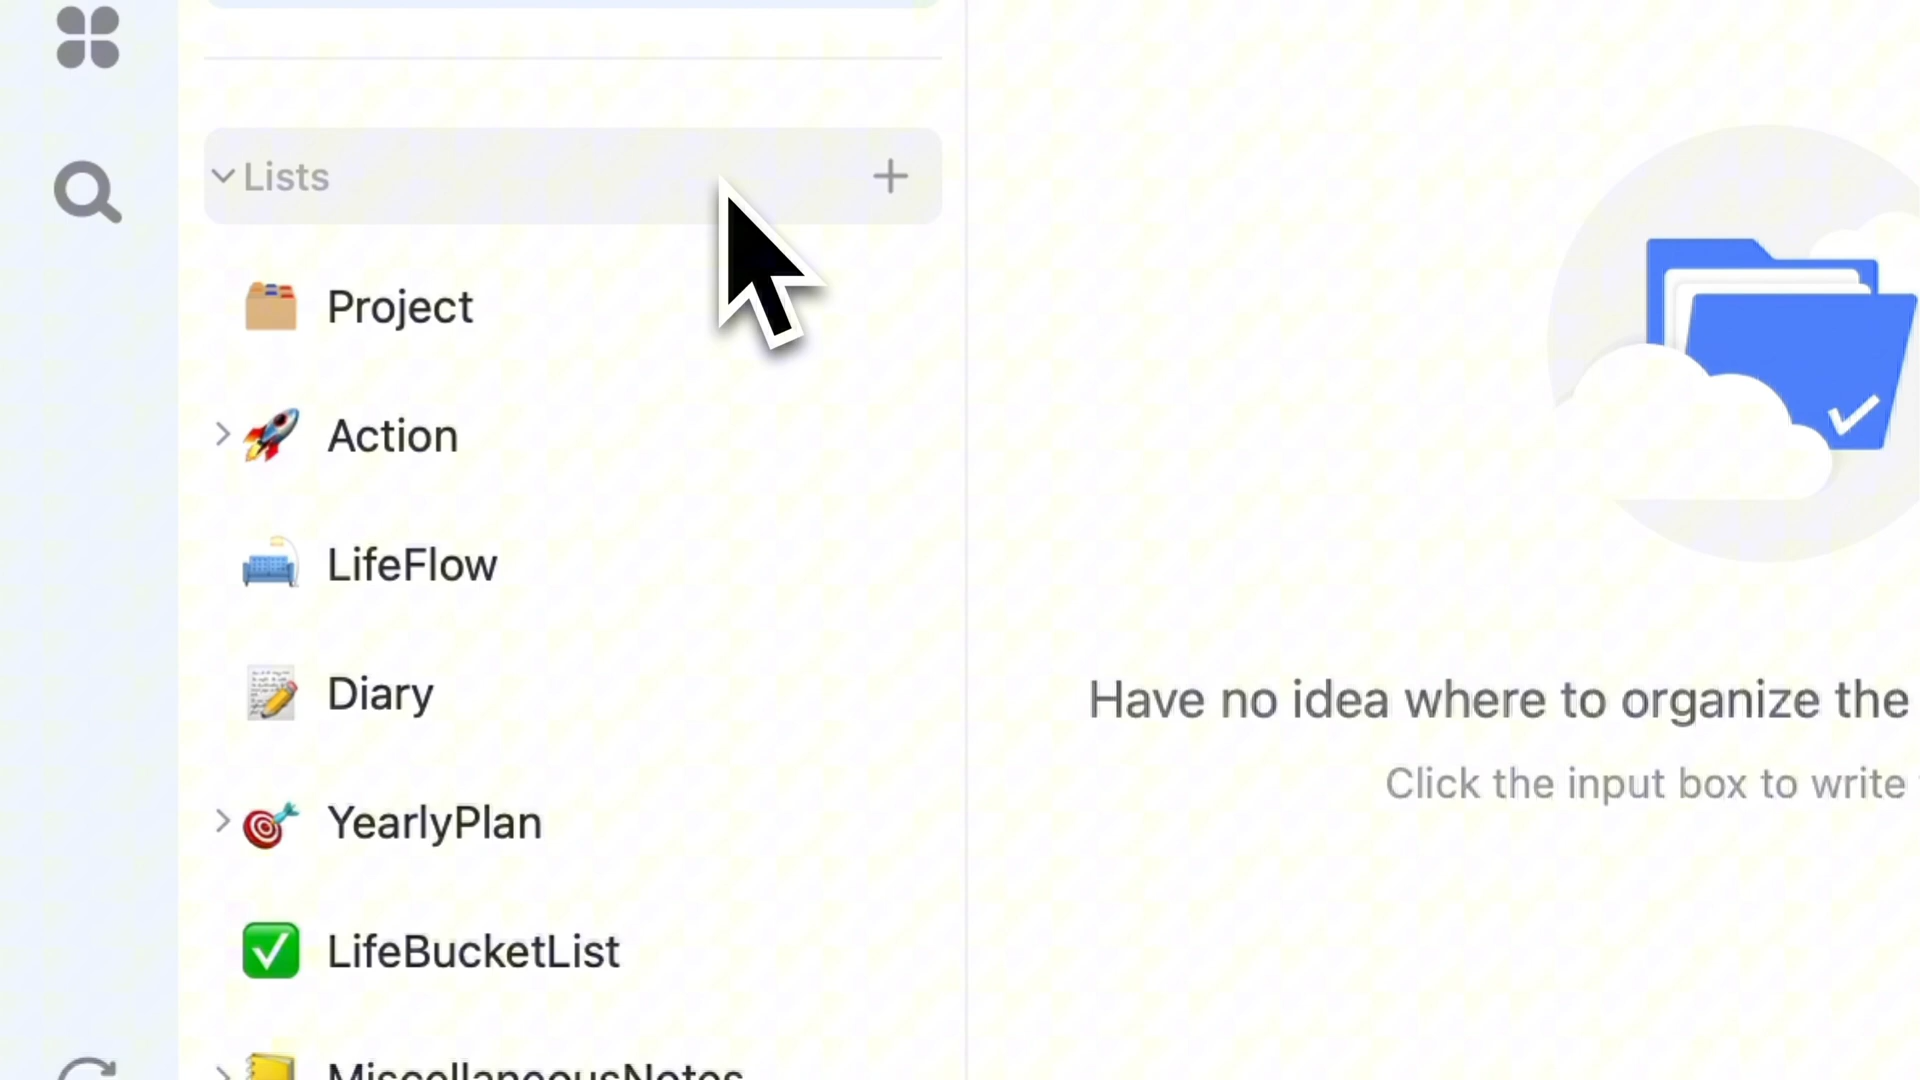 Lists
Project
Action
LifeFlow
Diary
YearlyPlan
LifeBucketList
MiscellaneousNotes
Have no idea where to organize the
Click the input box to write